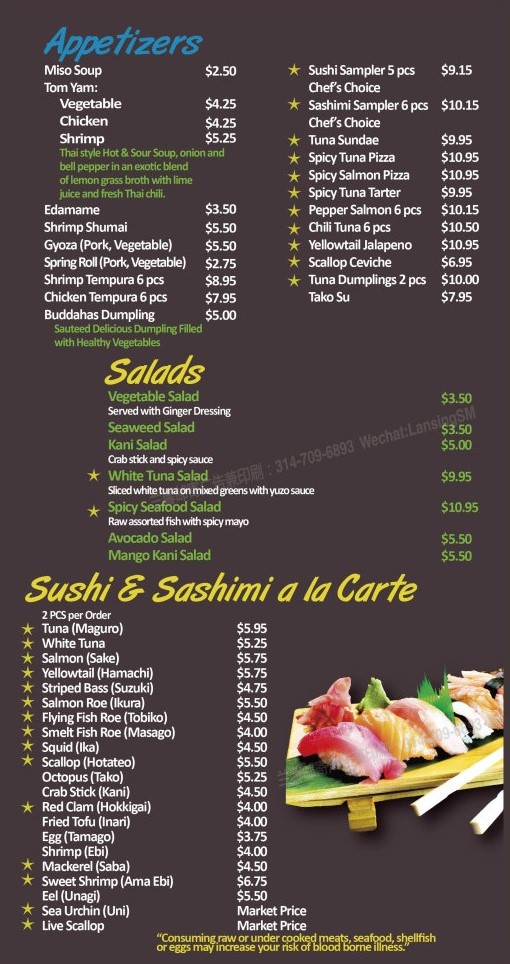 Appetizers
Miso Soup $2.50
Tom Yam:
Vegetable $4.25
Chicken $4.25
Shrimp $5.25
Thai style Hot & Sour Soup, onion and
bell pepper in an exotic blend
of lemon grass broth with lime
juice and fresh Thai chili.
Edamame $3.50
Shrimp Shumai $5.50
Gyoza (Pork, Vegetable) $5.50
Spring Roll (Pork, Vegetable) $2.75
Shrimp Tempura 6 pcs $8.95
Chicken Tempura 6 pcs $7.95
Buddahas Dumpling $5.00
Sauteed Delicious Dumpling Filled
with Healthy Vegetables
Sushi Sampler 5 pcs $9.15
Chef's Choice
Sashimi Sampler 6 pcs $10.15
Chef's Choice
Tuna Sundae $9.95
Spicy Tuna Pizza $10.95
Spicy Salmon Pizza $10.95
Spicy Tuna Tarter $9.95
Pepper Salmon 6 pcs $10.15
Chili Tuna 6 pcs $10.50
Yellowtail Jalapeno $10.95
Scallop Ceviche $6.95
Tuna Dumplings 2 pcs $10.00
Tako Su $7.95
Salads
Vegetable Salad $3.50
Served with Ginger Dressing
Seaweed Salad $3.50
Kani Salad $5.00
Crab stick and spicy sauce
White Tuna Salad $9.95
Sliced white tuna on mixed greens with yuzo sauce
Spicy Seafood Salad $10.95
Raw assorted fish with spicy mayo
Avocado Salad $5.50
Mango Kani Salad $5.50
印刷：314-709-6893 Wechat:LansingSM
Sushi & Sashimi a la Carte
2 PCS per Order
Tuna (Maguro) $5.95
White Tuna $5.25
Salmon (Sake) $5.75
Yellowtail (Hamachi) $5.75
Striped Bass (Suzuki) $4.75
Salmon Roe (Ikura) $5.50
Flying Fish Roe (Tobiko) $4.50
Smelt Fish Roe (Masago) $4.00
Squid (Ika) $4.50
Scallop (Hotateo) $5.50
Octopus (Tako) $5.25
Crab Stick (Kani) $4.50
Red Clam (Hokkigai) $4.00
Fried Tofu (Inari) $4.00
Egg (Tamago) $3.75
Shrimp (Ebi) $4.00
Mackerel (Saba) $4.50
Sweet Shrimp (Ama Ebi) $6.75
Eel (Unagi) $5.50
Sea Urchin (Uni) Market Price
Live Scallop Market Price
"Consuming raw or under cooked meats, seafood, shellfish
or eggs may increase your risk of blood borne illness."